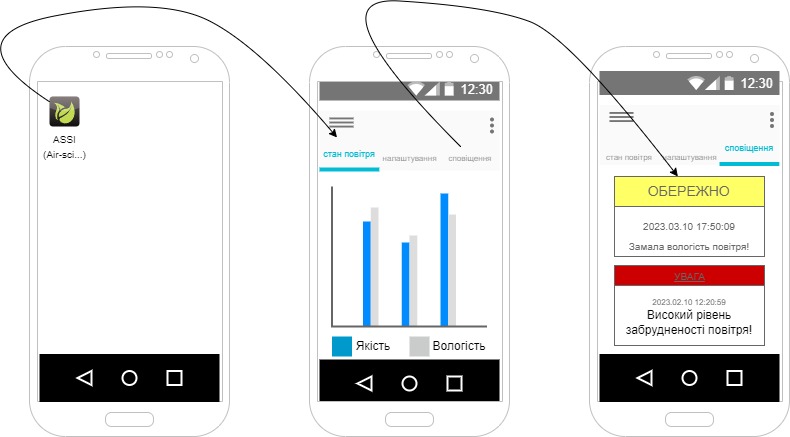 ASSI
(Air-sci...)
12:30
стан повітря
налаштування
сповіщення
Якість
Вологість
12:30
сповіщення
стан повітря
налаштування
ОБЕРЕЖНО
2023.03.10 17:50:09
Замала вологість повітря!
УВАГА
2023.02.10 12:20:59
Високий рівень
забрудненості повітря!